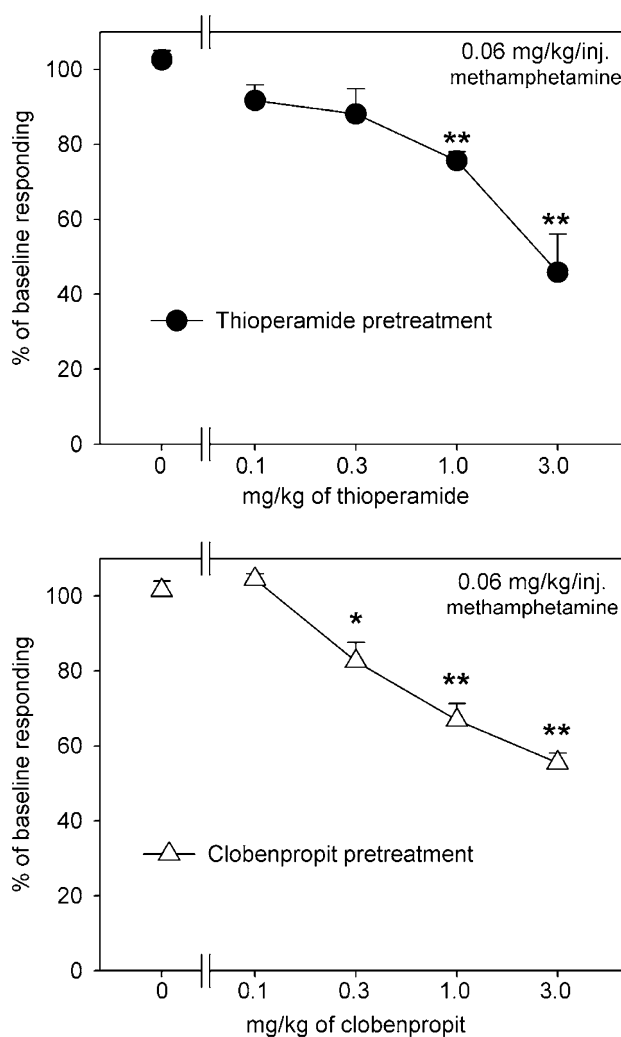 0.06 mg/kg/inj.
methamphetamine
% of baseline responding
100
80
60
40
20
0
**
**
Thioperamide pretreatment
0 0.1 0.3 1.0 3.0
mg/kg of thioperamide
0.06 mg/kg/inj.
methamphetamine
% of baseline responding
100
80
60
40
20
0
*
**
**
Clobenpropit pretreatment
0 0.1 0.3 1.0 3.0
mg/kg of clobenpropit